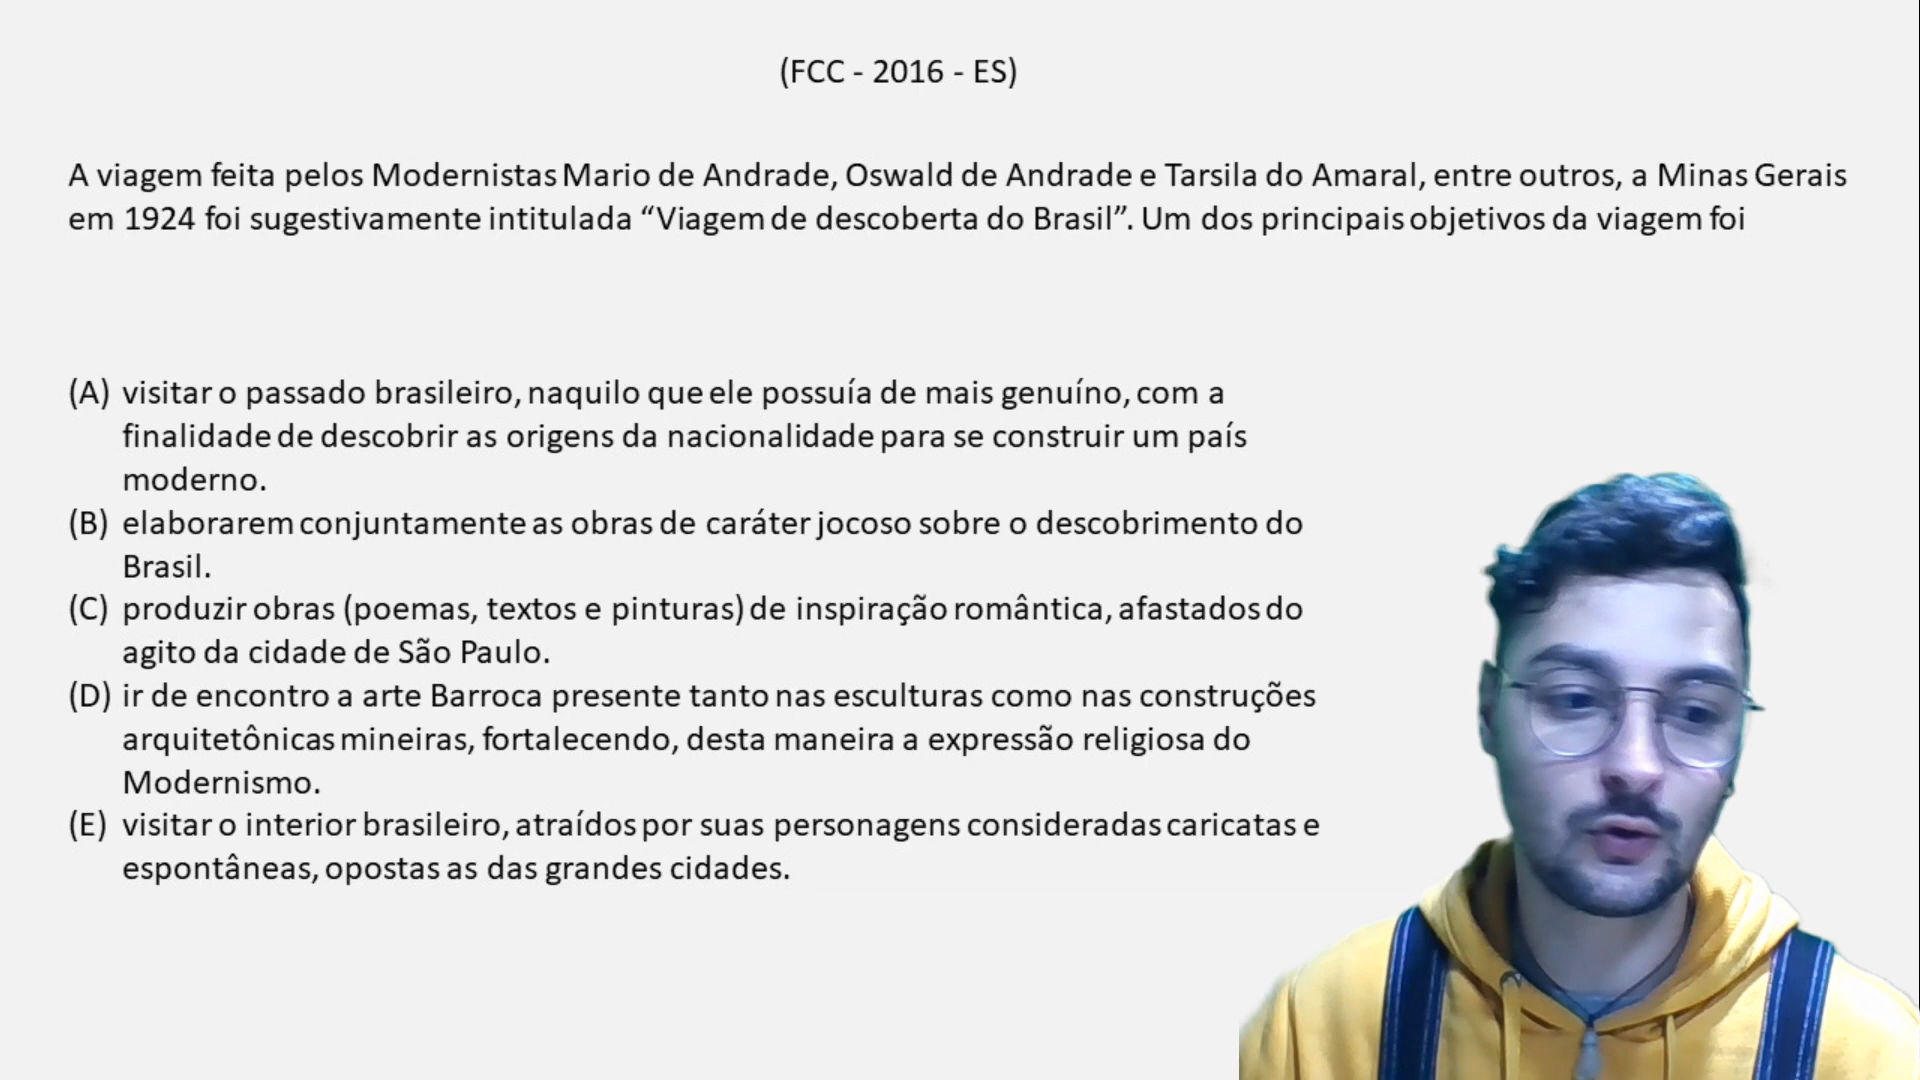 (FCC - 2016 - ES)
A viagem feita pelos Modernistas Mario de Andrade, Oswald de Andrade e Tarsila do Amaral, entre outros, a Minas Gerais
em 1924 foi sugestivamente intitulada “Viagem de descoberta do Brasil”. Um dos principais objetivos da viagem foi
(A) visitar o passado brasileiro, naquilo que ele possuía de mais genuíno, com a
finalidade de descobrir as origens da nacionalidade para se construir um país
moderno.
(B) elaborarem conjuntamente as obras de caráter jocoso sobre o descobrimento do
Brasil.
(C) produzir obras (poemas, textos e pinturas) de inspiração romântica, afastados do
agito da cidade de São Paulo.
(D) ir de encontro a arte Barroca presente tanto nas esculturas como nas construções
arquitetônicas mineiras, fortalecendo, desta maneira a expressão religiosa do
Modernismo.
(E) visitar o interior brasileiro, atraídos por suas personagens consideradas caricatas e
espontâneas, opostas as das grandes cidades.